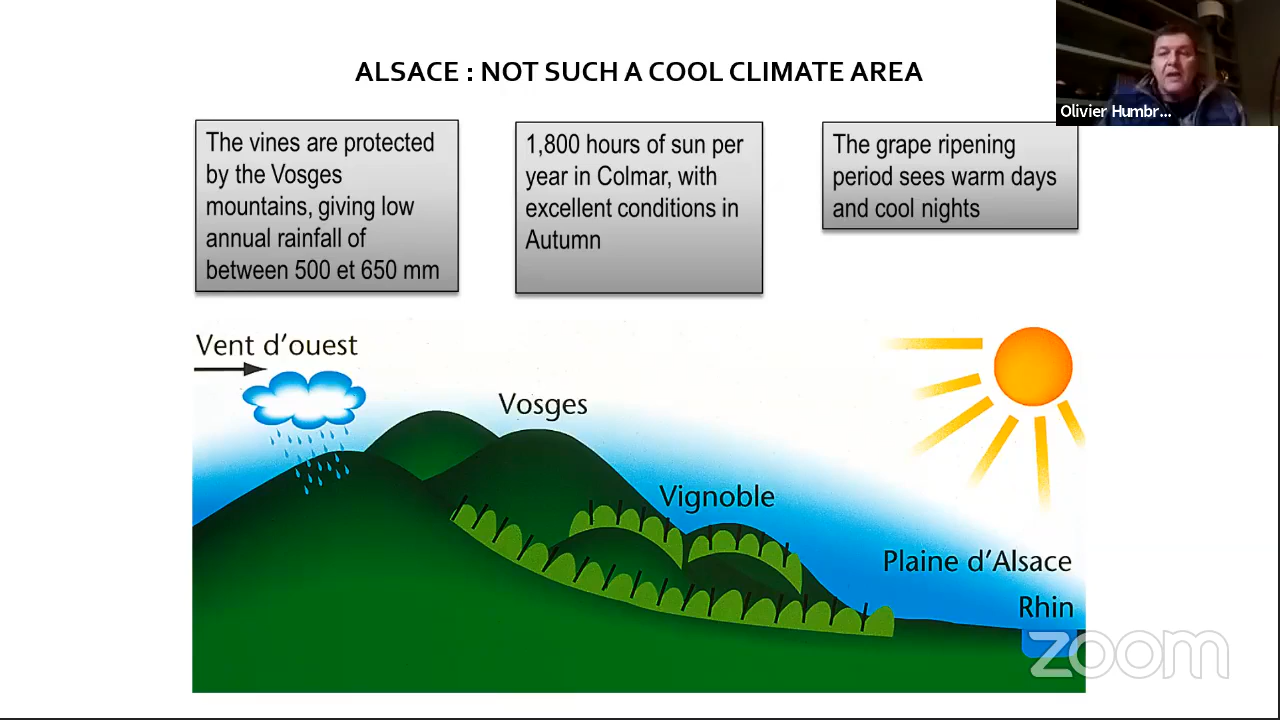 ALSACE : NOT SUCH A COOL CLIMATE AREA
Olivier Humbr...
The vines are protected
by the Vosges
mountains, giving low
annual rainfall of
between 500 et 650 mm
1,800 hours of sun per
year in Colmar, with
excellent conditions in
Autumn
The grape ripening
period sees warm days
and cool nights
Vent d'ouest
Vosges
Vignoble
Plaine d'Alsace
Rhin
zoom